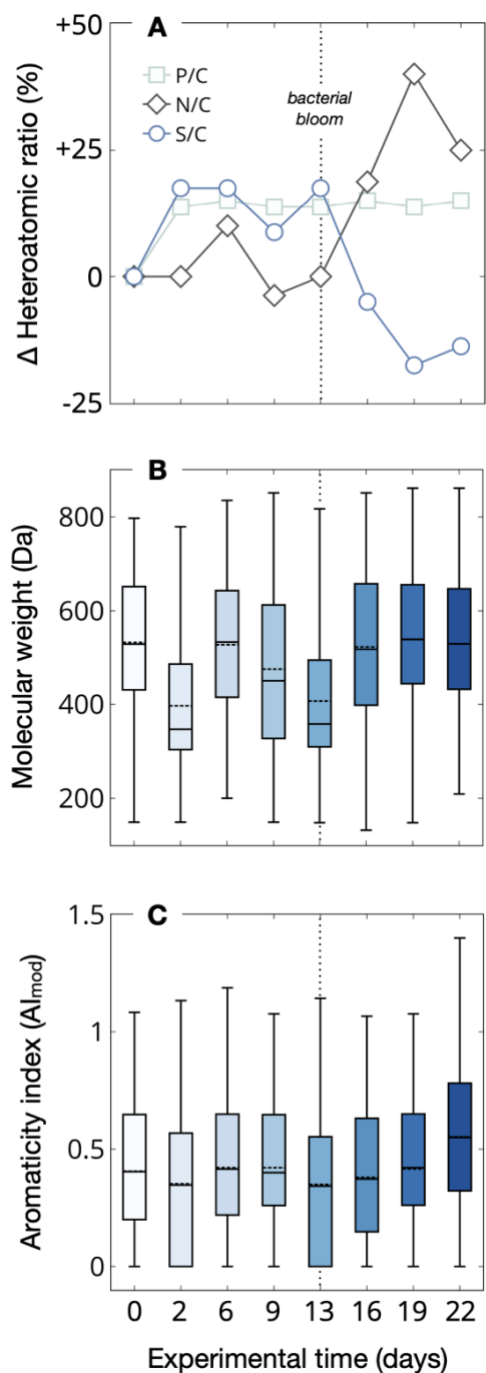 A
+50
+25
0
-25
Δ Heteroatomic ratio (%)
P/C
N/C
S/C
bacterial
bloom
B
800
600
400
200
Molecular weight (Da)
C
1.5
1
0.5
0
Aromaticity index (AImod)
0 2 6 9 13 16 19 22
Experimental time (days)